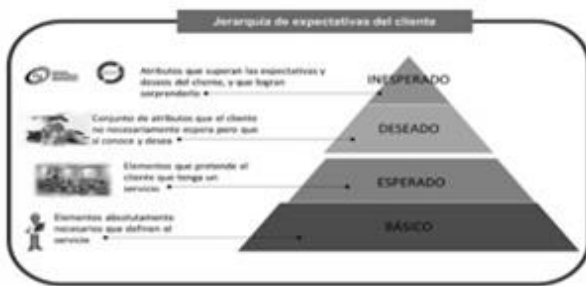 Jerarquía de expectativas del cliente
Atributos que superan las expectativas y
deseos del cliente, y que logran
sorprenderlo
INESPERADO
Conjunto de atributos que el cliente
no necesariamente espera pero que
si conoce y desea
DESEADO
Elementos que pretende el
cliente que tenga un
servicio
ESPERADO
Elementos absolutamente
necesarios que definen el
servicio
BÁSICO